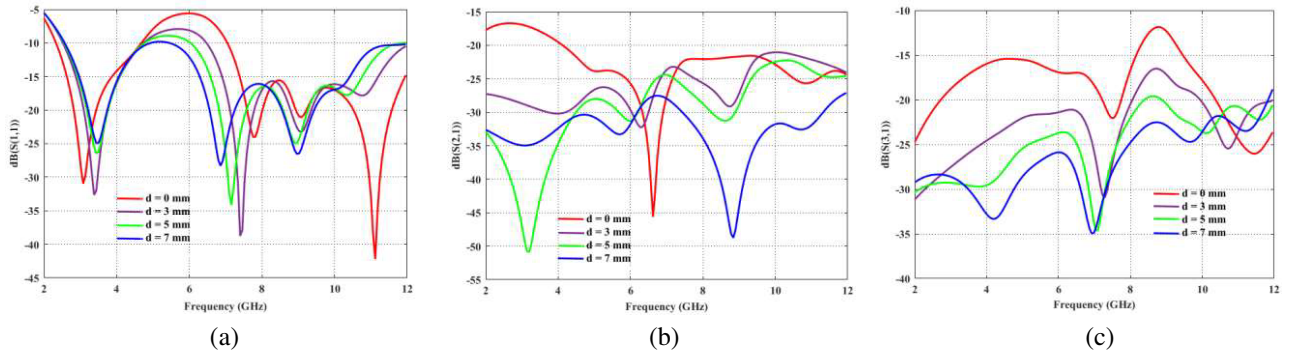 -5
-10
-15
-20
-25
-30
-35
-40
-45
dB(S(1,1))
d = 0 mm
d = 3 mm
d = 5 mm
d = 7 mm
2 4 6 8 10 12
Frequency (GHz)
(a)
-15
-20
-25
-30
-35
-40
-45
-50
-55
dB(S(2,1))
d = 0 mm
d = 3 mm
d = 5 mm
d = 7 mm
2 4 6 8 10 12
Frequency (GHz)
(b)
-10
-15
-20
-25
-30
-35
-40
dB(S(3,1))
d = 0 mm
d = 3 mm
d = 5 mm
d = 7 mm
2 4 6 8 10 12
Frequency (GHz)
(c)